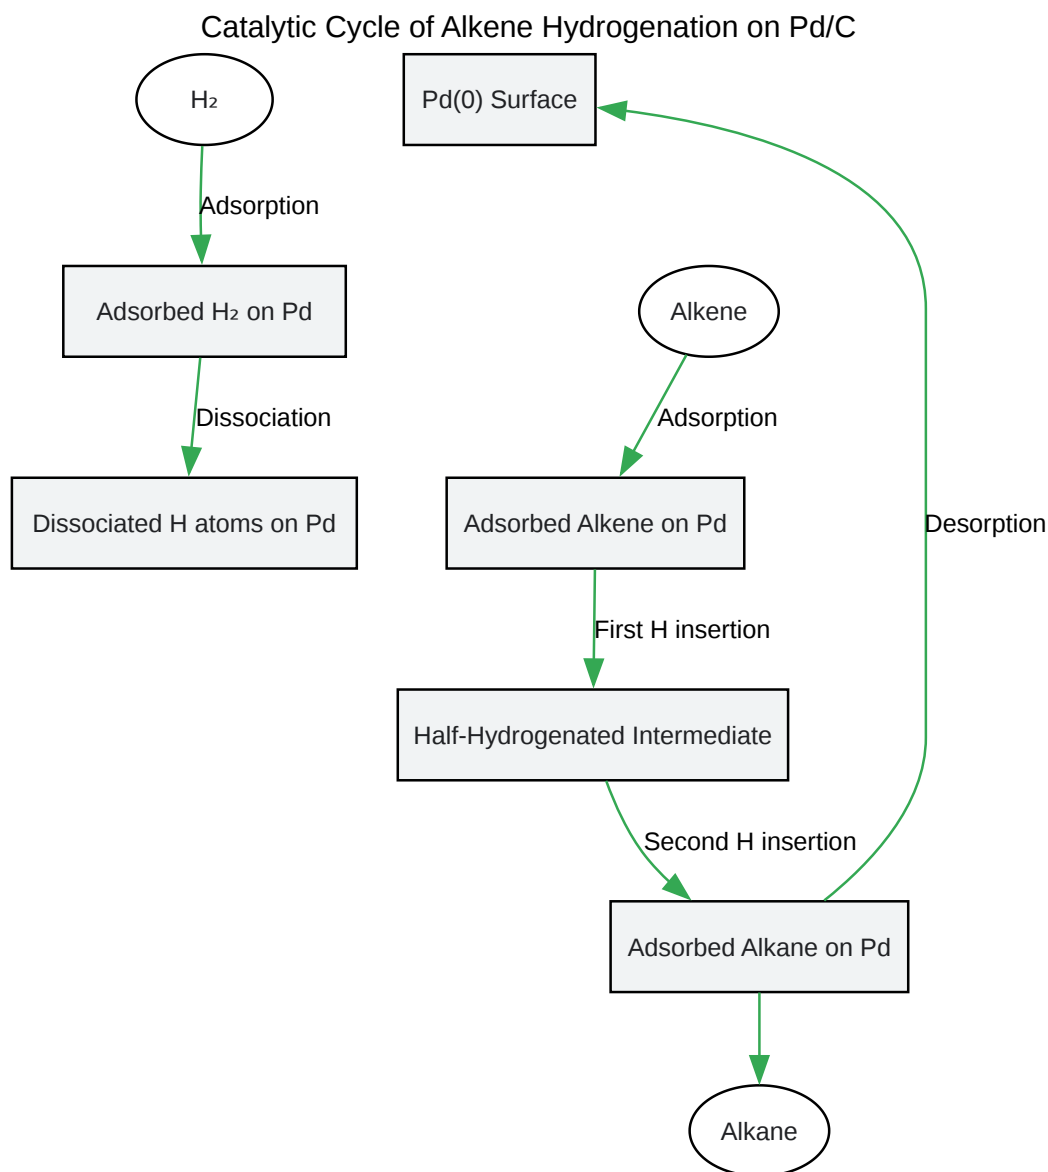 Catalytic Cycle of Alkene Hydrogenation on Pd/C
H₂
Pd(0) Surface
Adsorption
Adsorbed H₂ on Pd
Alkene
Dissociation
Adsorption
Dissociated H atoms on Pd
Adsorbed Alkene on Pd
Desorption
First H insertion
Half-Hydrogenated Intermediate
Second H insertion
Adsorbed Alkane on Pd
Alkane